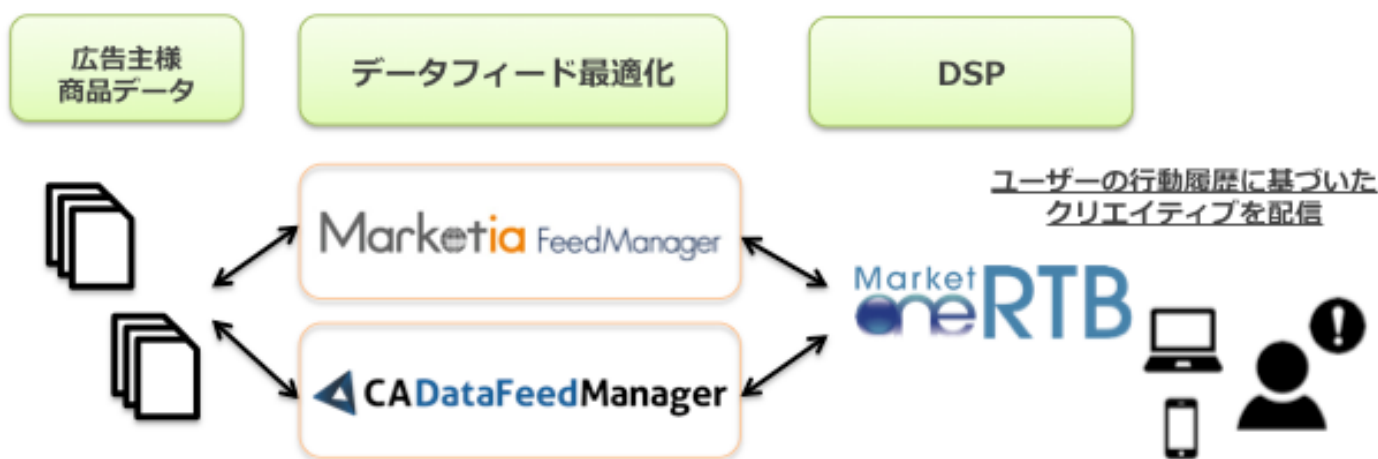 広告主様
商品データ
データフィード最適化
DSP
ユーザーの行動履歴に基づいた
クリエイティブを配信
Marketia FeedManager
Market
oneRTB
CADataFeedManager